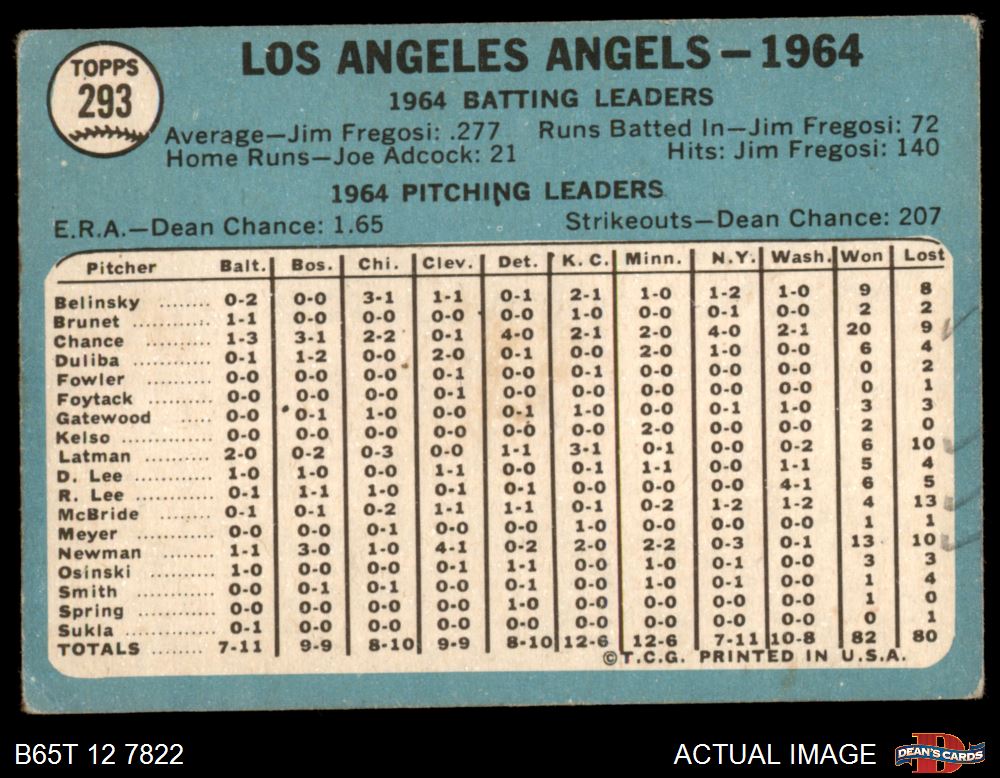 TOPPS
293
LOS ANGELES ANGELS – 1964
1964 BATTING LEADERS
Average—Jim Fregosi: .277 Runs Batted In—Jim Fregosi: 72
Home Runs—Joe Adcock: 21 Hits: Jim Fregosi: 140
1964 PITCHING LEADERS
E.R.A.—Dean Chance: 1.65 Strikeouts—Dean Chance: 207
Pitcher Balt. Bos. Chi. Clev. Det. K. C. Minn. N.Y. Wash. Won Lost
Belinsky ........ 0-2 0-0 3-1 1-1 0-1 2-1 1-0 1-2 1-0 9 8
Brunet ............ 1-1 0-0 0-0 0-0 0-0 1-0 0-0 0-1 0-0 2 2
Chance .......... 1-3 3-1 2-2 0-1 4-0 2-1 2-0 4-0 2-1 20 9
Duliba ............ 0-1 1-2 0-0 2-0 0-1 0-0 2-0 1-0 0-0 6 4
Fowler ........... 0-0 0-0 0-0 0-1 0-0 0-1 0-0 0-0 0-0 0 2
Foytack .......... 0-0 0-0 0-0 0-1 0-0 0-0 0-0 0-0 0-0 0 1
Gatewood ..... 0-0 0-1 1-0 0-0 0-1 1-0 0-0 0-1 1-0 3 3
Kelso .............. 0-0 0-0 0-0 0-0 0-0 0-0 2-0 0-0 0-0 2 0
Latman .......... 2-0 0-2 0-3 0-0 1-1 3-1 0-1 0-0 0-2 6 10
D. Lee ............ 1-0 1-0 0-0 1-1 0-0 0-1 1-1 0-0 1-1 5 4
R. Lee ............ 0-1 1-1 1-0 0-1 0-1 0-0 0-0 0-0 4-1 6 5
McBride ........ 0-1 0-1 0-2 1-1 1-1 0-1 0-1 1-2 1-2 4 13
Meyer ............ 0-0 0-0 0-1 0-0 0-0 1-0 0-0 0-0 0-0 1 1
Newman ........ 1-1 3-0 1-0 4-1 0-2 2-0 2-2 0-3 0-1 13 10
Osinski .......... 1-0 0-0 0-0 0-1 1-1 0-0 1-0 0-1 0-0 3 3
Smith ............. 0-0 0-1 0-1 0-0 0-1 0-0 1-0 0-1 0-0 1 4
Spring ............ 0-0 0-0 0-0 0-0 1-0 0-0 0-0 0-0 0-0 1 0
Sukla .............. 0-1 0-0 0-0 0-0 0-0 0-0 0-0 0-0 0-0 0 1
TOTALS ........ 7-11 9-9 8-10 9-9 8-10 12-6 12-6 7-11 10-8 82 80
©T.C.G. PRINTED IN U.S.A.
B65T 12 7822 ACTUAL IMAGE DEAN'S CARDS